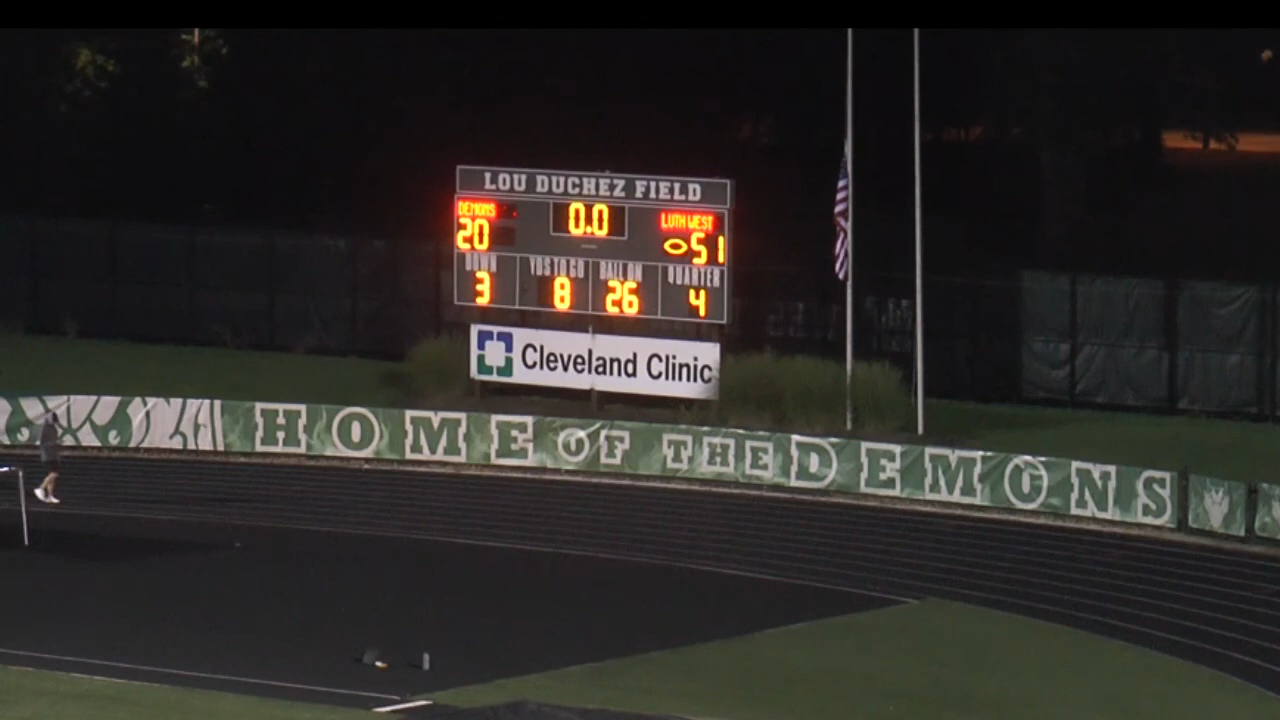 LOU DUCHEZ FIELD
DEMONS 0.0 LUTH WEST
20 51
DOWN YDS TO GO BALL ON QUARTER
3 8 26 4
Cleveland Clinic
HOME OF THE DEMONS